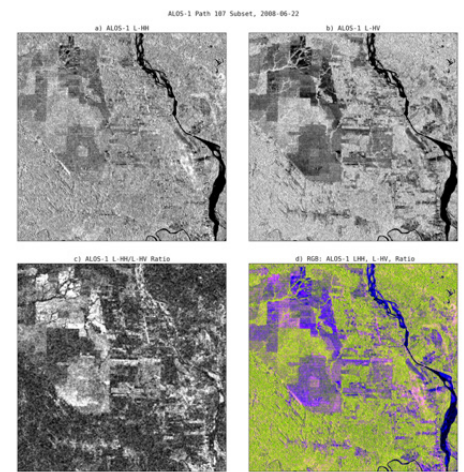 ALOS-1 Path 107 Subset, 2008-06-22
a) ALOS-1 L-HH
b) ALOS-1 L-HV
c) ALOS-1 L-HH/L-HV Ratio
d) RGB: ALOS-1 LHH, L-HV, Ratio